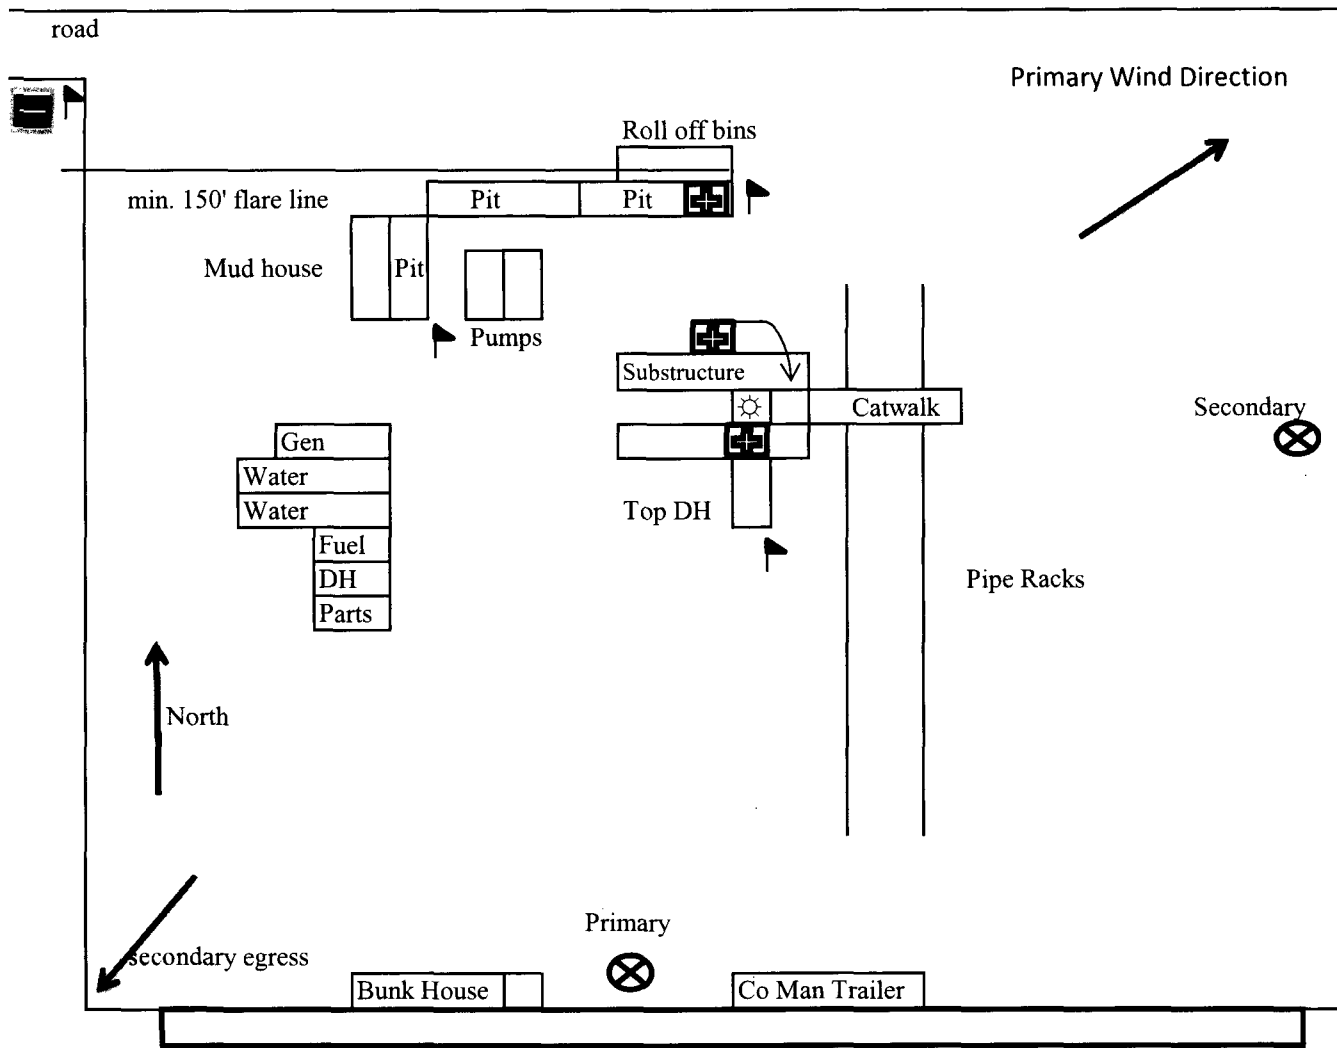 road
Primary Wind Direction
Roll off bins
min. 150' flare line
Pit
Pit
Mud house
Pit
Pumps
Substructure
Catwalk
Secondary
Gen
Water
Water
Top DH
Fuel
DH
Parts
Pipe Racks
North
Primary
secondary egress
Bunk House
Co Man Trailer